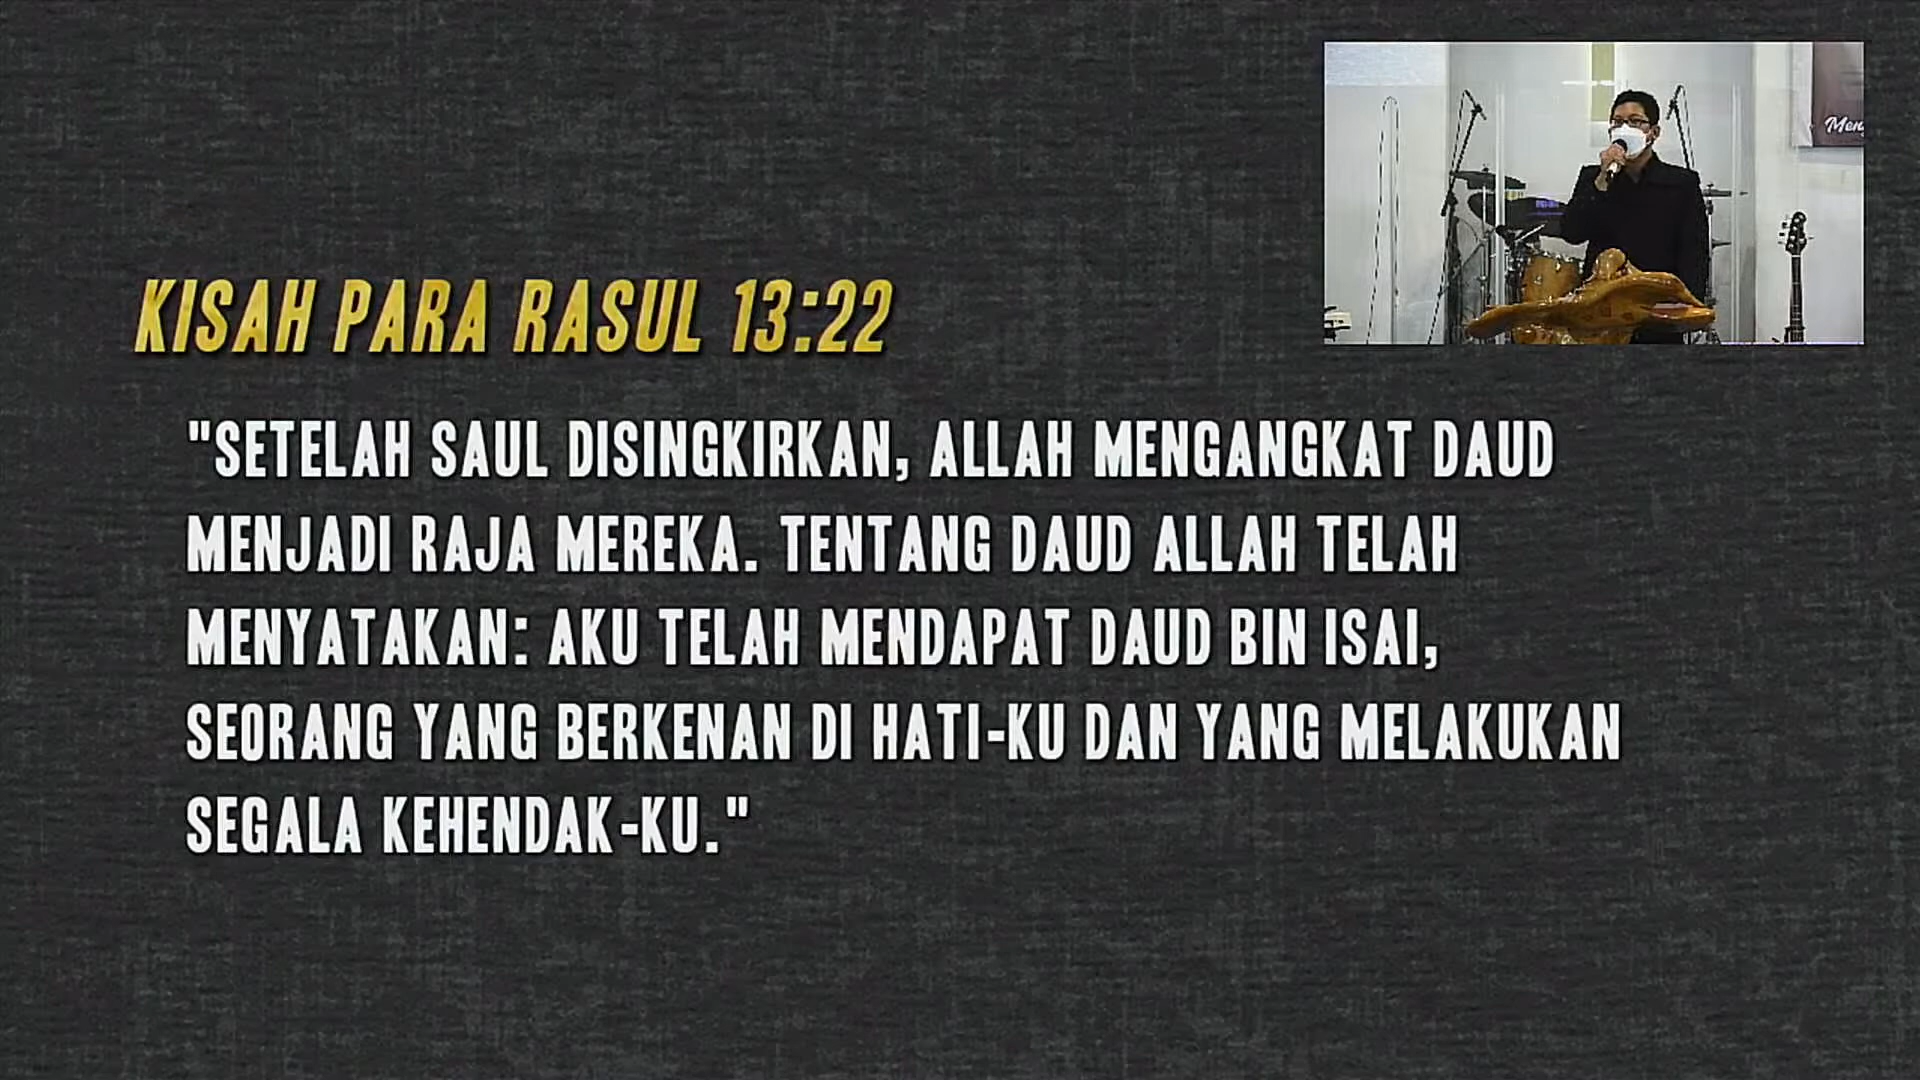 KISAH PARA RASUL 13:22
"SETELAH SAUL DISINGKIRKAN, ALLAH MENGANGKAT DAUD
MENJADI RAJA MEREKA. TENTANG DAUD ALLAH TELAH
MENYATAKAN: AKU TELAH MENDAPAT DAUD BIN ISAI,
SEORANG YANG BERKENAN DI HATI-KU DAN YANG MELAKUKAN
SEGALA KEHENDAK-KU."